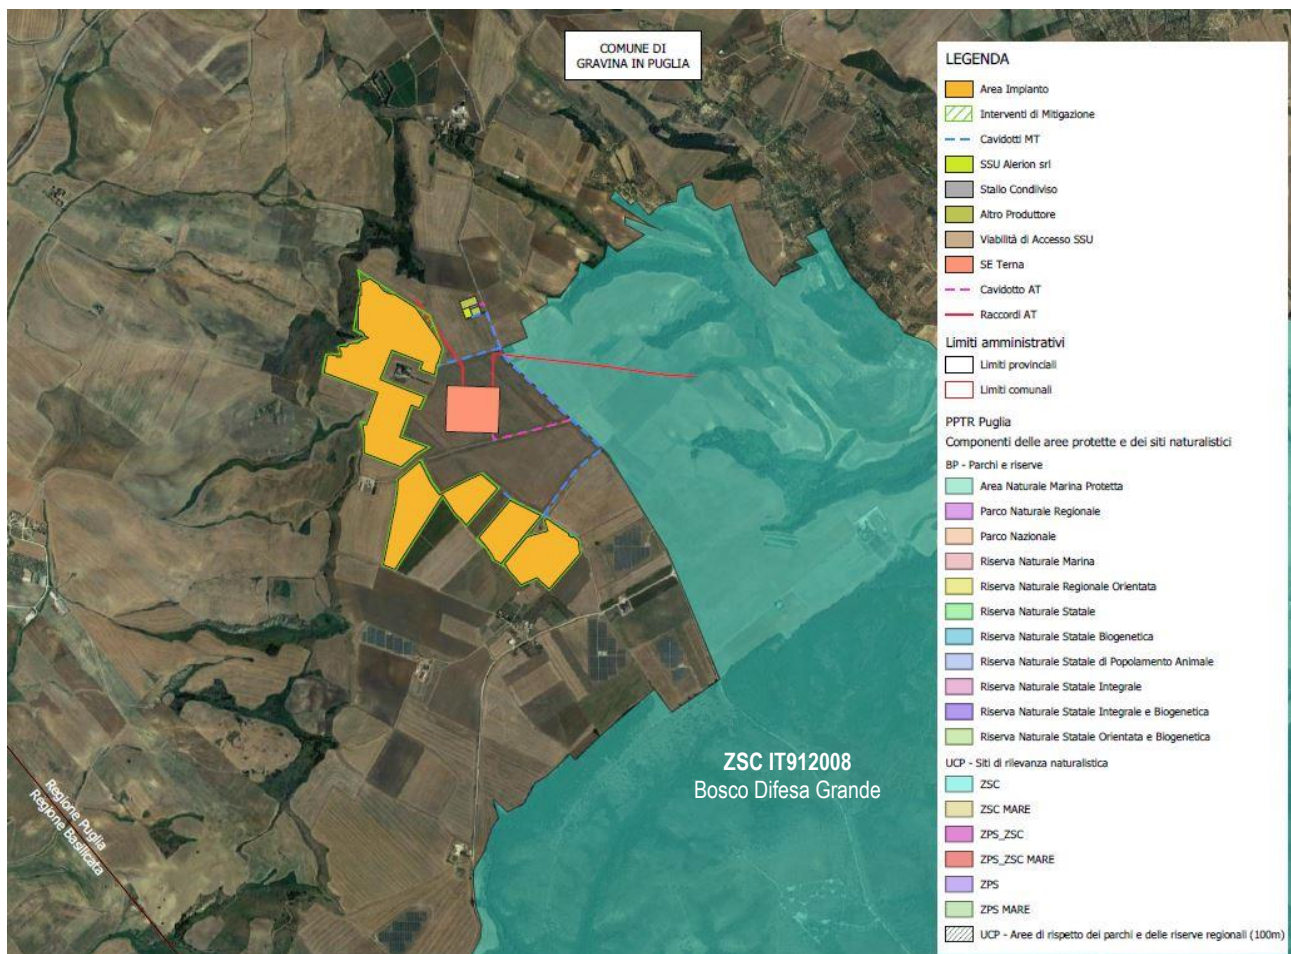 COMUNE DI
GRAVINA IN PUGLIA
LEGENDA
Area Impianto
Interventi di Mitigazione
Cavidotti MT
SSU Alerion srl
Stallo Condiviso
Altro Produttore
Viabilità di Accesso SSU
SE Terna
Cavidotto AT
Raccordi AT
Limiti amministrativi
Limiti provinciali
Limiti comunali
PPTR Puglia
Componenti delle aree protette e dei siti naturalistici
BP - Parchi e riserve
Area Naturale Marina Protetta
Parco Naturale Regionale
Parco Nazionale
Riserva Naturale Marina
Riserva Naturale Regionale Orientata
Riserva Naturale Statale
Riserva Naturale Statale Biogenetica
Riserva Naturale Statale di Popolamento Animale
Riserva Naturale Statale Integrale
Riserva Naturale Statale Integrale e Biogenetica
Riserva Naturale Statale Orientata e Biogenetica
UCP - Siti di rilevanza naturalistica
ZSC
ZSC MARE
ZPS_ZSC
ZPS_ZSC MARE
ZPS
ZPS MARE
UCP - Aree di rispetto dei parchi e delle riserve regionali (100m)
ZSC IT912008
Bosco Difesa Grande
Regione Puglia
Regione Basilicata